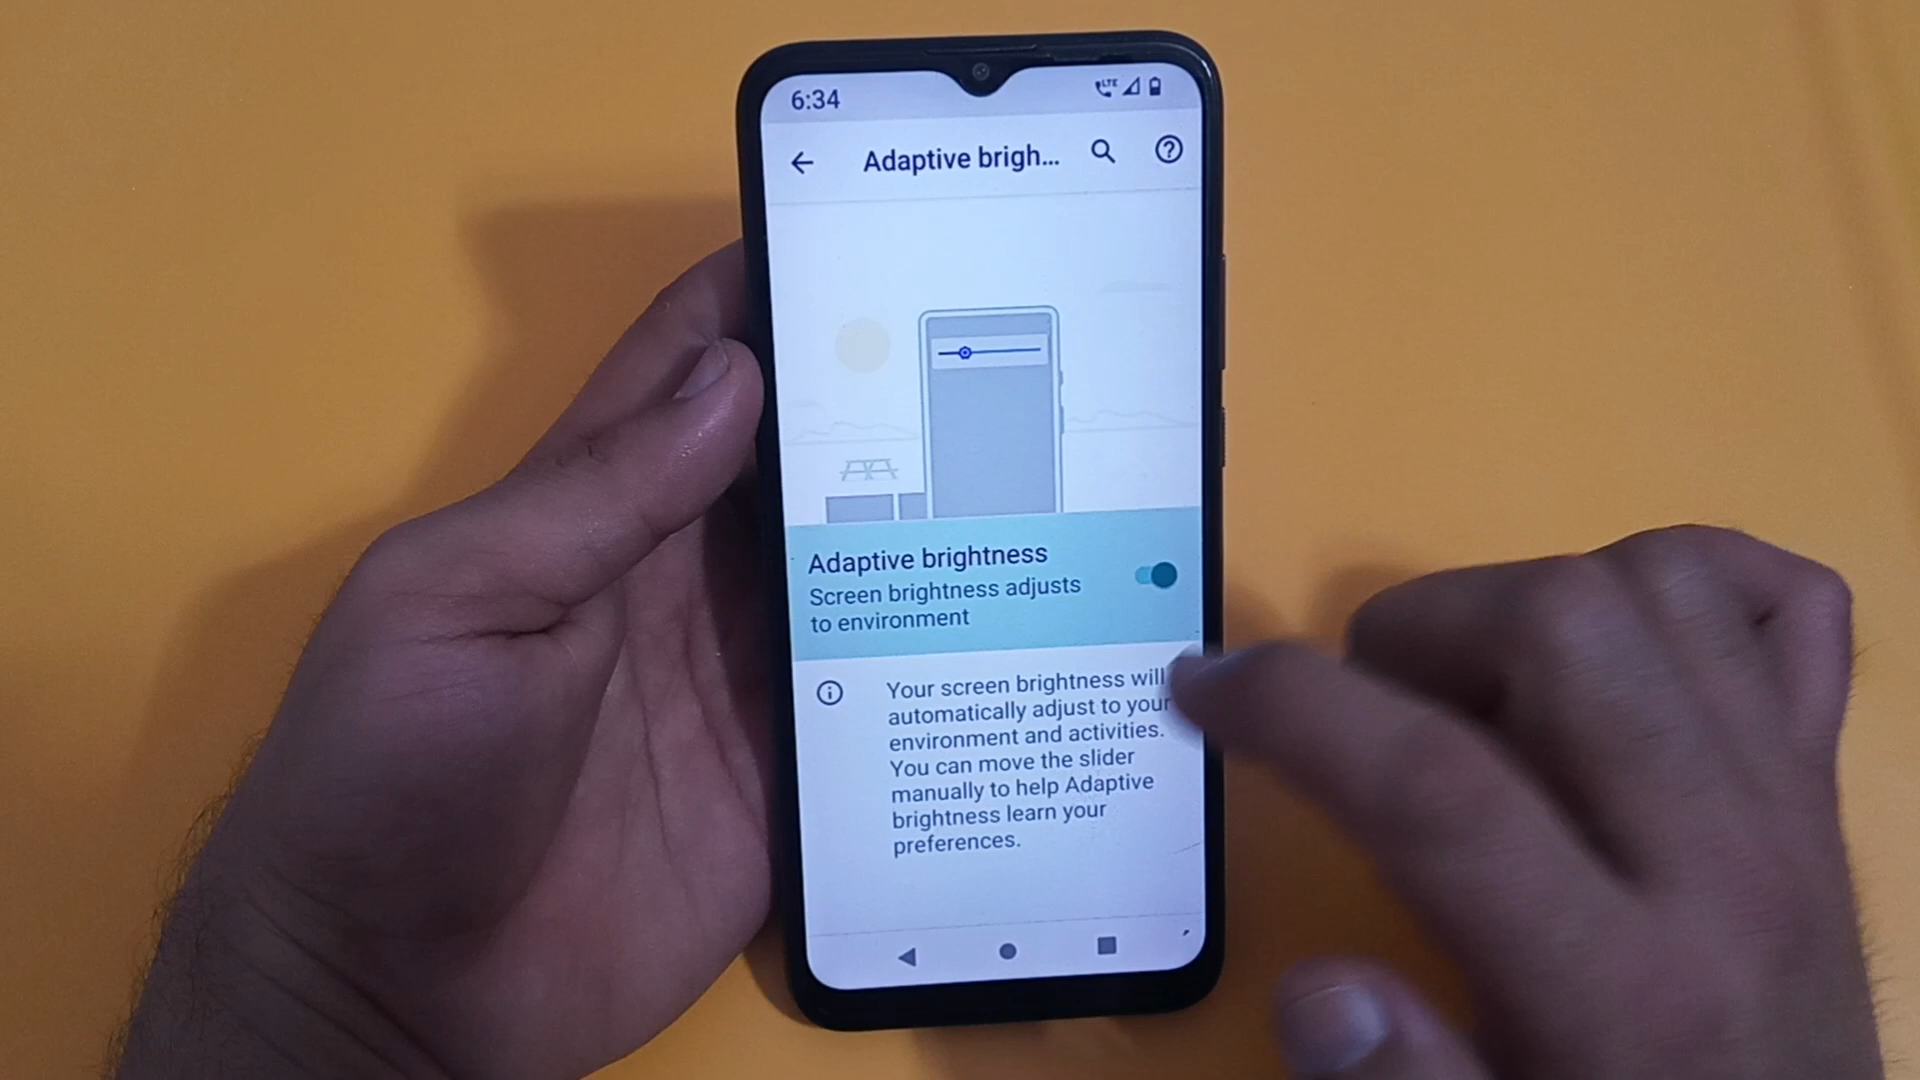 6:34
LTE
Adaptive brigh...
Adaptive brightness
Screen brightness adjusts
to environment
Your screen brightness will
automatically adjust to your
environment and activities.
You can move the slider
manually to help Adaptive
brightness learn your
preferences.